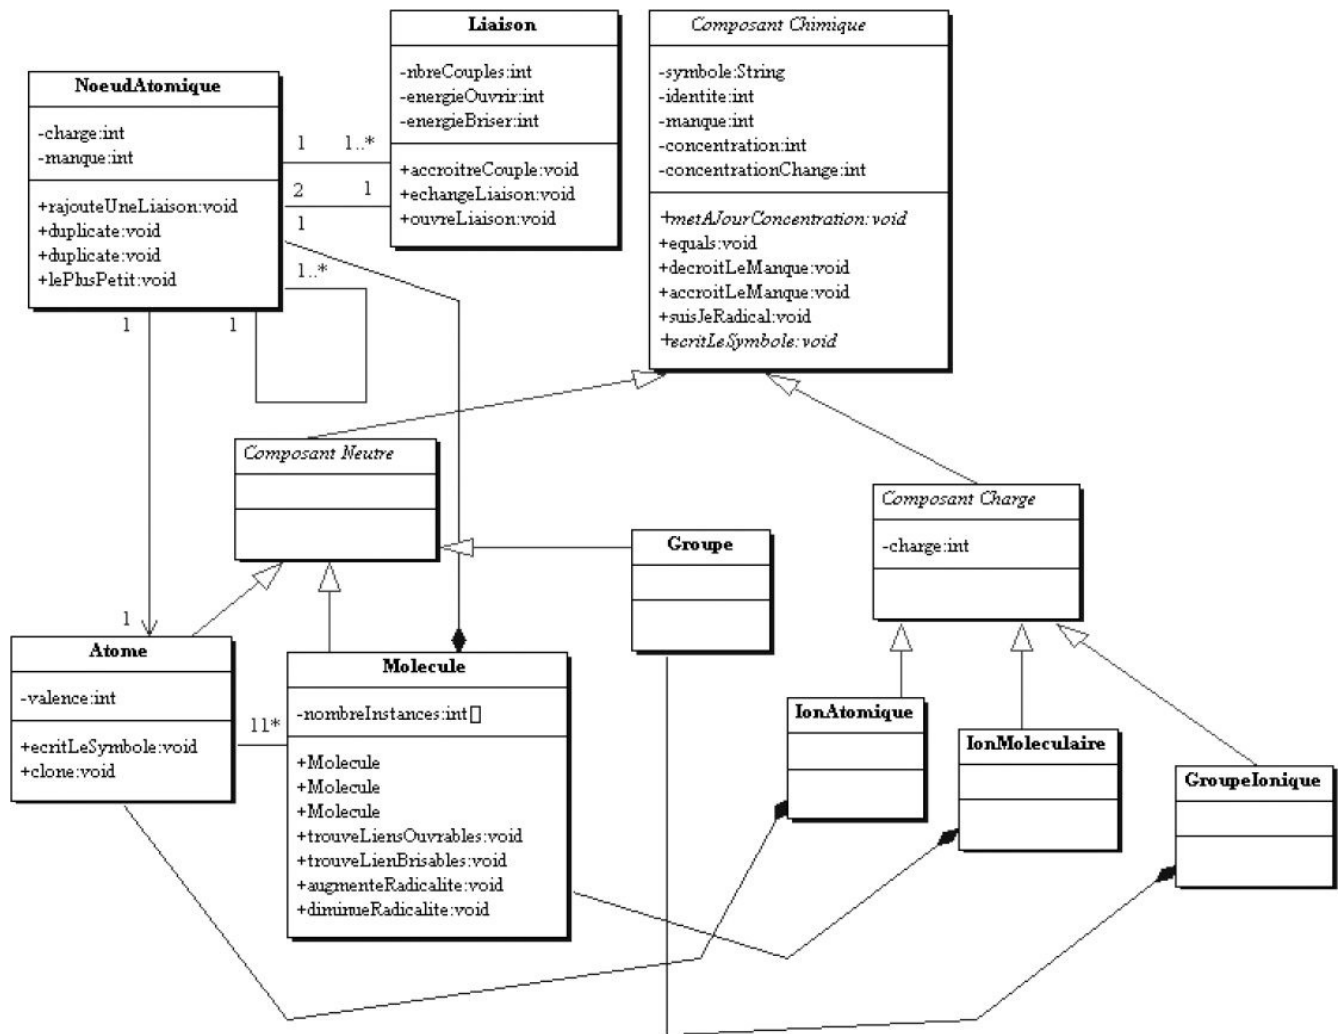 Liaison
-nbreCouples:int
-energieOuvrir:int
-energieBriser:int
+accroitreCouple:void
+echangeLiaison:void
+ouvreLiaison:void
Composant Chimique
-symbole:String
-identite:int
-manque:int
-concentration:int
-concentrationChange:int
+metAJourConcentration:void
+equals:void
+decroitLeManque:void
+accroitLeManque:void
+suisJeRadical:void
+ecritLeSymbole:void
NoeudAtomique
-charge:int
-manque:int
+rajouteUneLiaison:void
+duplicate:void
+duplicate:void
+lePlusPetit:void
1
1..*
2
1
1
1..*
1
1
Composant Neutre
Composant Charge
-charge:int
Groupe
1
Atome
-valence:int
+ecritLeSymbole:void
+clone:void
11*
Molecule
-nombreInstances:int[]
+Molecule
+Molecule
+Molecule
+trouveLiensOuvrables:void
+trouveLienBrisables:void
+augmenteRadicalite:void
+diminueRadicalite:void
IonAtomique
IonMoleculaire
GroupeIonique